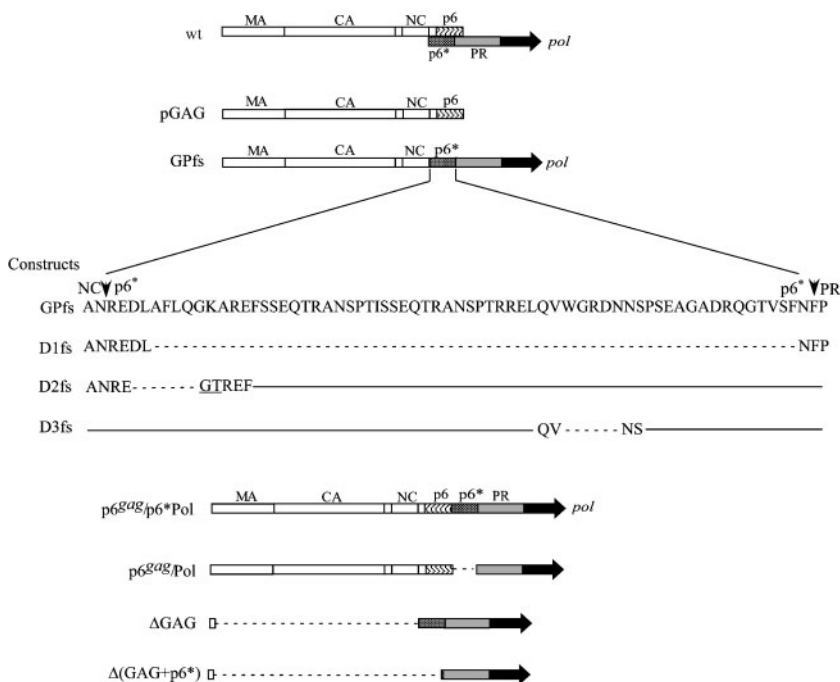 MA CA NC p6
wt
pol
p6* PR
MA CA NC p6
pGAG
MA CA NC p6*
GPfs
pol
Constructs
NC p6* p6* PR
GPfs ANREDLAFLQGKAREFSSEQTRANSPTISSEQTRANSPTRRELQVWGRDNNSPSEAGADRQGTVSFNFP
D1fs ANREDL NFP
D2fs ANRE GTREF
D3fs QV NS
MA CA NC p6 p6* PR
p6gag/p6*Pol
pol
p6gag/Pol
ΔGAG
Δ(GAG+p6*)